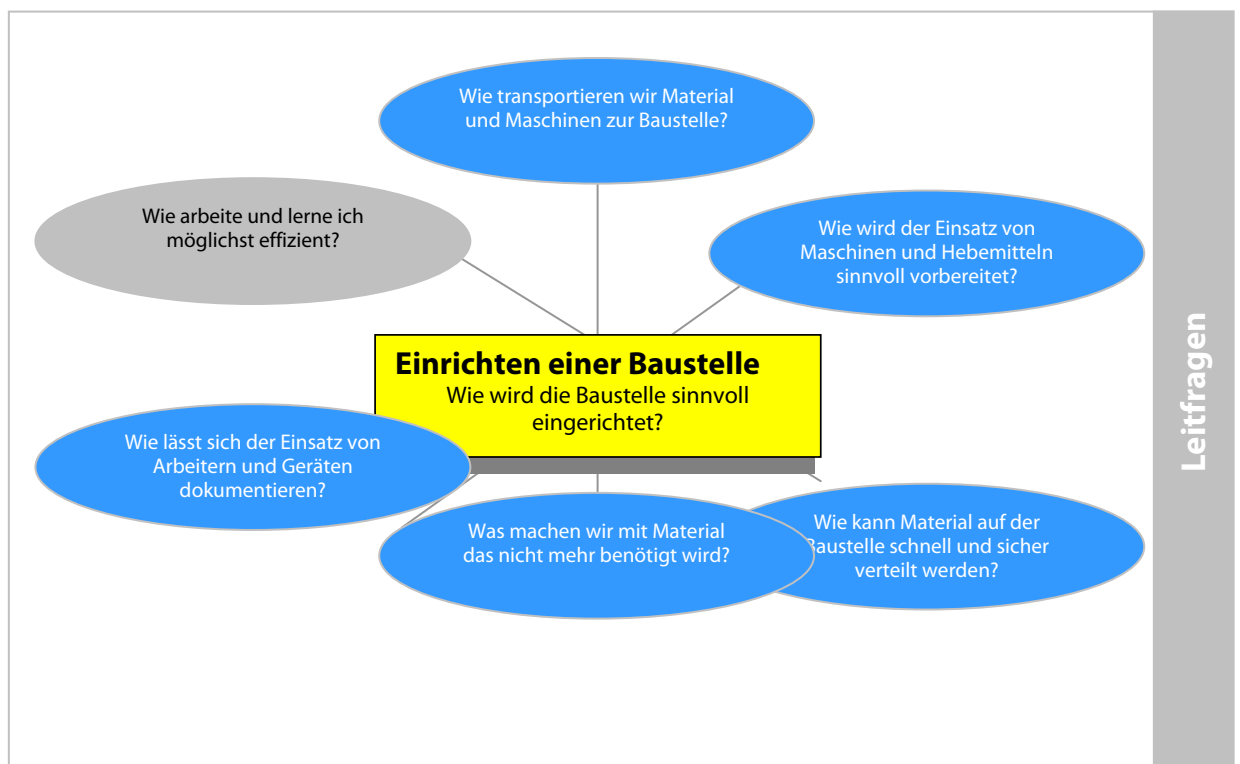 Wie transportieren wir Material
und Maschinen zur Baustelle?
Wie arbeite und lerne ich
möglichst effizient?
Wie wird der Einsatz von
Maschinen und Hebemitteln
sinnvoll vorbereitet?
Einrichten einer Baustelle
Wie wird die Baustelle sinnvoll
eingerichtet?
Wie lässt sich der Einsatz von
Arbeitern und Geräten
dokumentieren?
Was machen wir mit Material
das nicht mehr benötigt wird?
Wie kann Material auf der
Baustelle schnell und sicher
verteilt werden?
Leitfragen